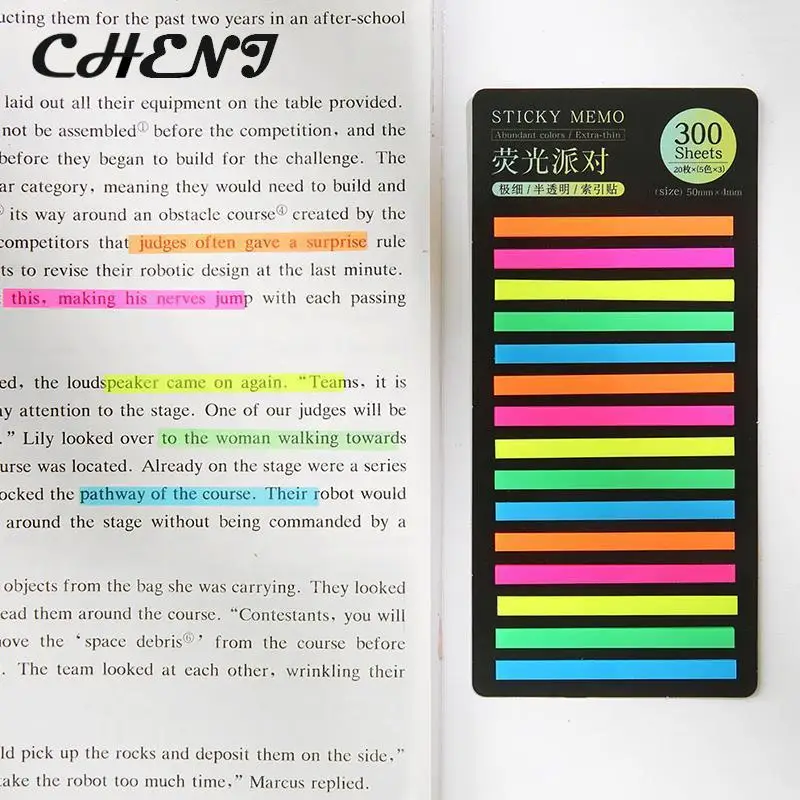 ucting them for the past two years in an after-school
CHENI
laid out all their equipment on the table provided.
not be assembled① before the competition, and the
before they began to build for the challenge. The
ar category, meaning they would need to build and
its way around an obstacle course④ created by the
competitors that judges often gave a surprise rule
ts to revise their robotic design at the last minute.
this, making his nerves jump with each passing
ed, the loudspeaker came on again. “Teams, it is
ay attention to the stage. One of our judges will be
.” Lily looked over to the woman walking towards
urse was located. Already on the stage were a series
ocked the pathway of the course. Their robot would
around the stage without being commanded by a
objects from the bag she was carrying. They looked
ead them around the course. “Contestants, you will
ove the ‘space debris⑥’ from the course before
. The team looked at each other, wrinkling their
ld pick up the rocks and deposit them on the side,”
take the robot too much time,” Marcus replied.
STICKY MEMO
Abundant colors / Extra-thin
荧光派对
极细/半透明/索引贴
300
Sheets
20枚×(5色×3)
(size) 50mm×4mm